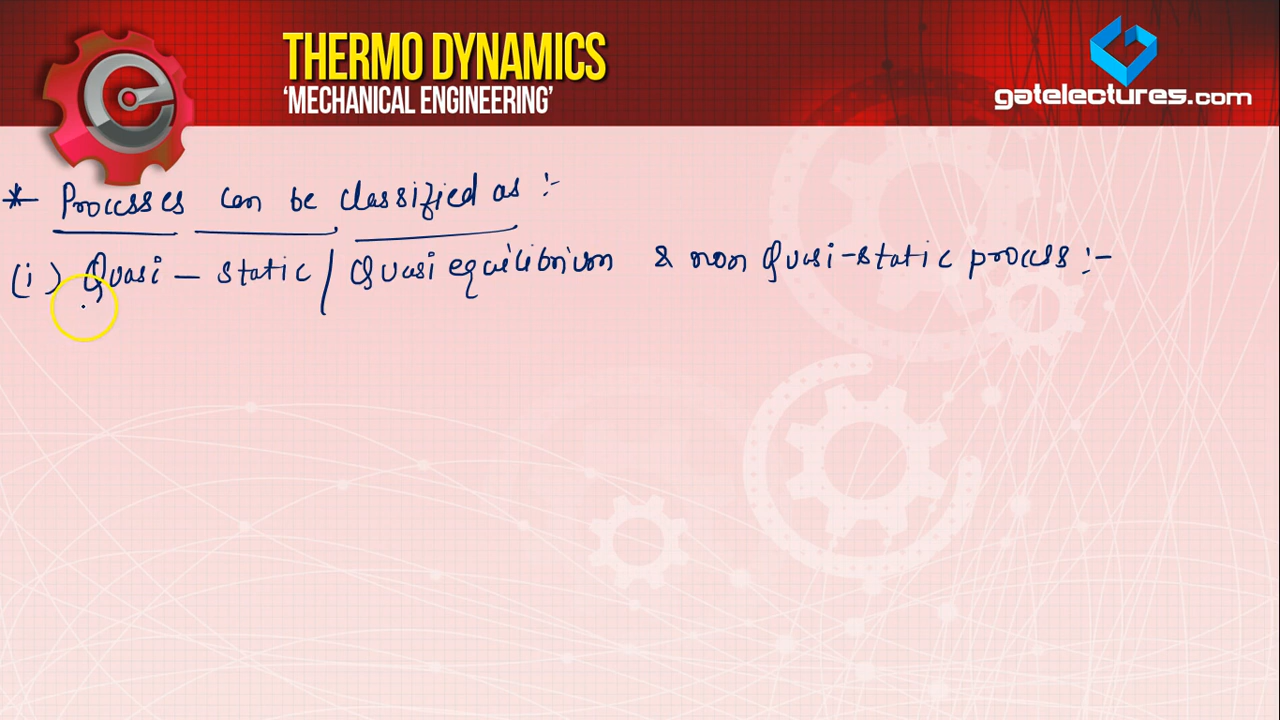 THERMO DYNAMICS
'MECHANICAL ENGINEERING'
gatelectures.com
* Processes can be classified as :-
(i) Quasi - static / Quasi equilibrium & non Quasi-static process :-